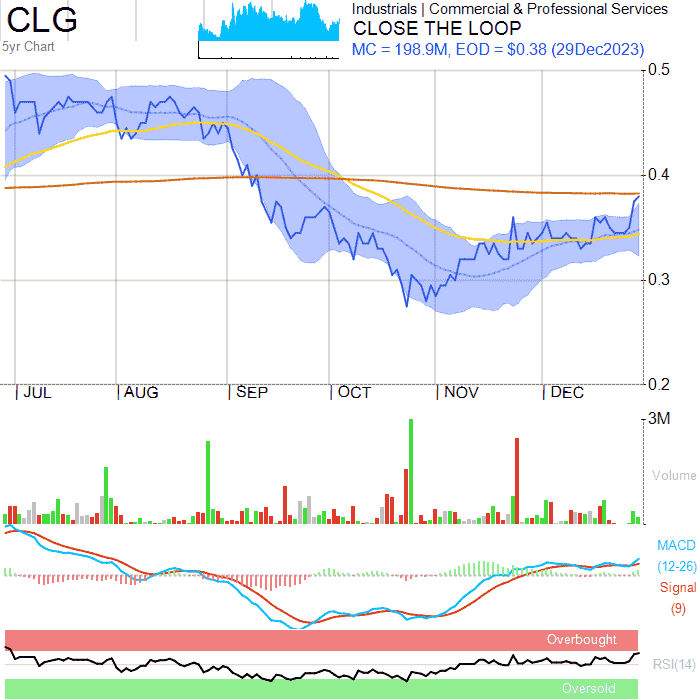 CLG
5yr Chart
Industrials | Commercial & Professional Services
CLOSE THE LOOP
MC = 198.9M, EOD = $0.38 (29Dec2023)
0.5
0.4
0.3
0.2
JUL
AUG
SEP
OCT
NOV
DEC
3M
Volume
MACD
(12-26)
Signal
(9)
Overbought
RSI(14)
Oversold